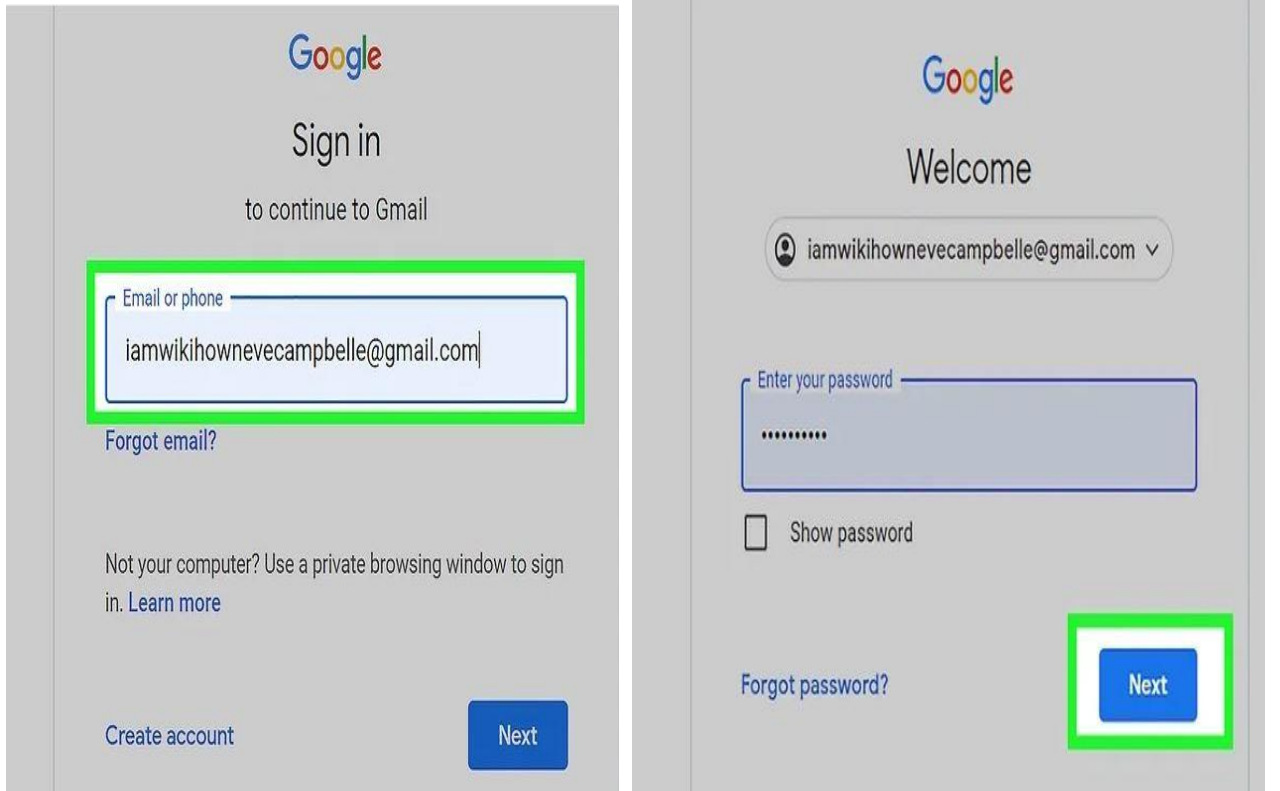 Google
Sign in
to continue to Gmail
Email or phone
iamwikihownevecampbelle@gmail.com
Forgot email?
Not your computer? Use a private browsing window to sign
in. Learn more
Create account
Next
Google
Welcome
iamwikihownevecampbelle@gmail.com
Enter your password
••••••••••
Show password
Forgot password?
Next